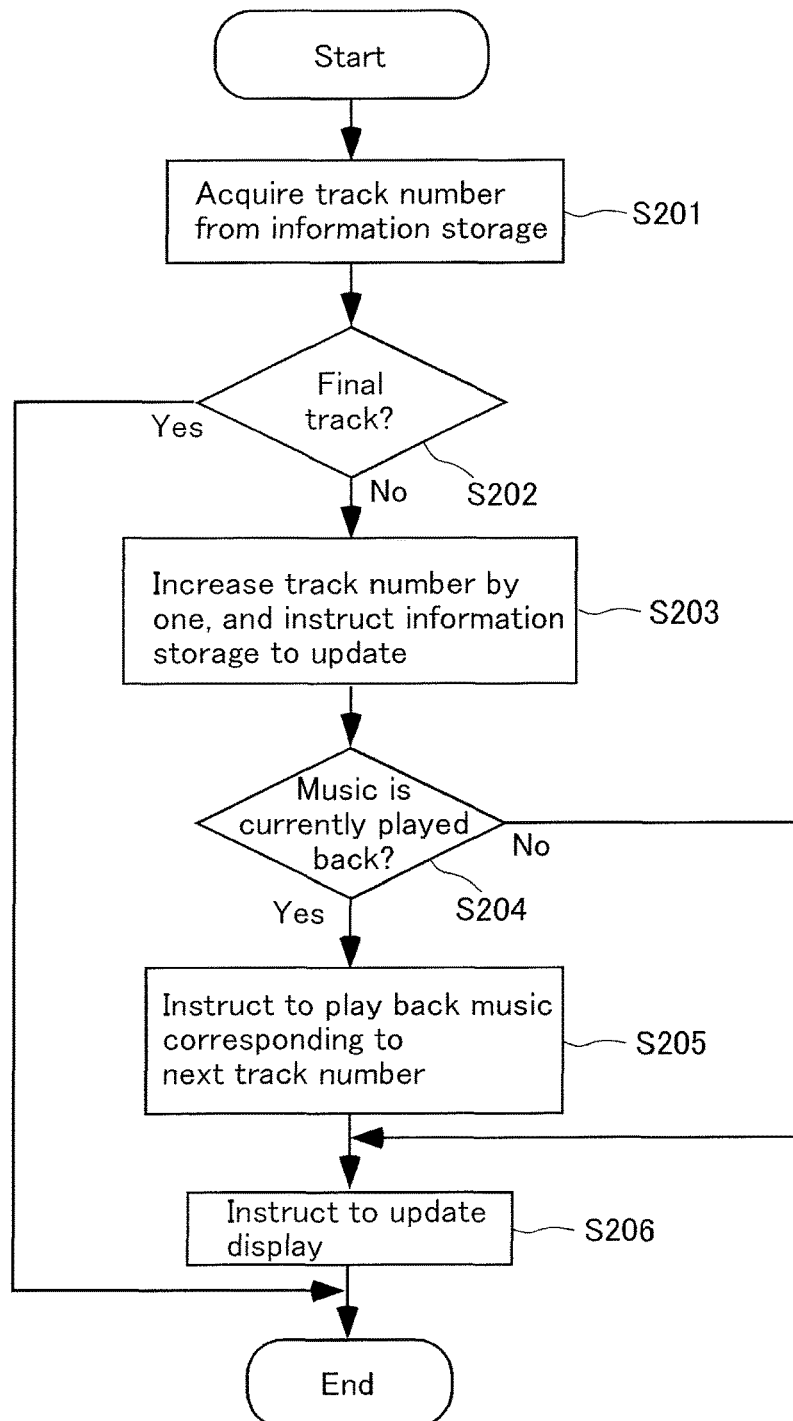 Start
Acquire track number
from information storage
S201
Final
track?
Yes
S202
No
Increase track number by
one, and instruct information
storage to update
S203
Music is
currently played
back?
No
S204
Yes
Instruct to play back music
corresponding to
next track number
S205
Instruct to update
display
S206
End